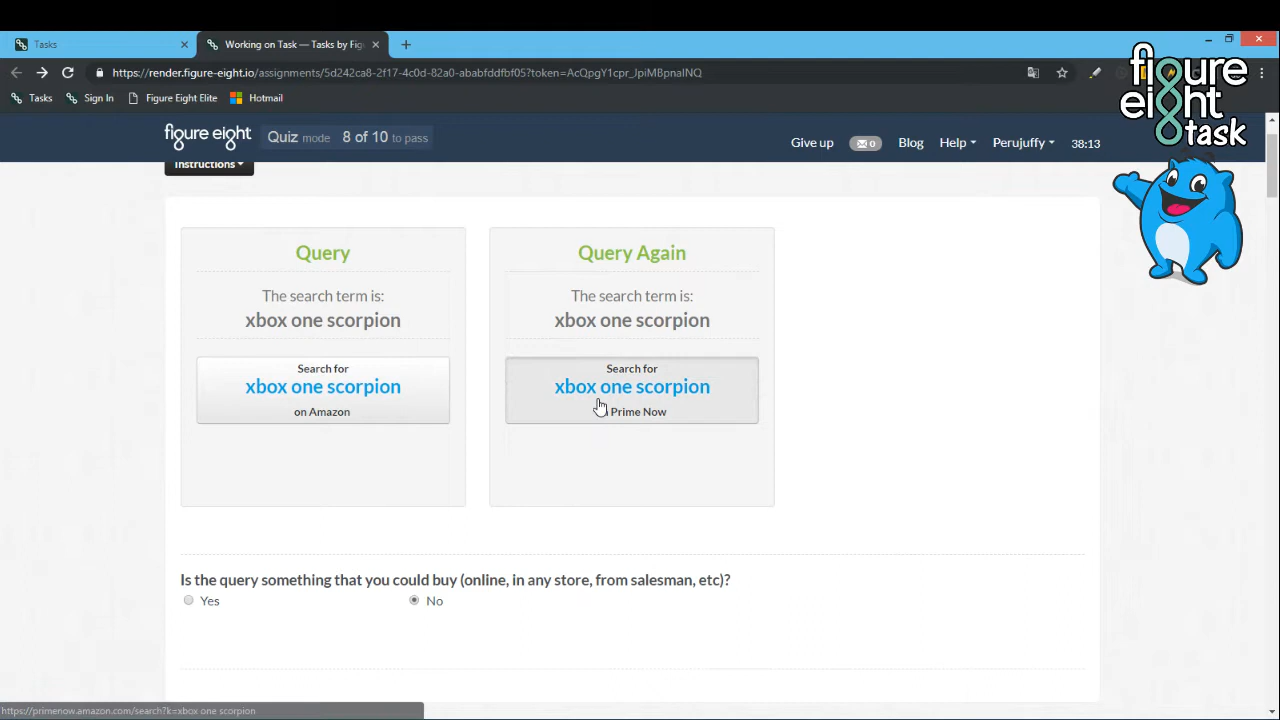 Tasks
Working on Task — Tasks by Fig
https://render.figure-eight.io/assignments/5d242ca8-2f17-4c0d-82a0-ababfddfbf05?token=AcQpgY1cpr_JpiMBpnaINQ
Tasks
Sign In
Figure Eight Elite
Hotmail
figure
eight
task
figure eight
Quiz mode
8 of 10 to pass
Give up
0
Blog
Help
Perujuffy
38:13
Instructions
Query
The search term is:
xbox one scorpion
Search for
xbox one scorpion
on Amazon
Query Again
The search term is:
xbox one scorpion
Search for
xbox one scorpion
Prime Now
Is the query something that you could buy (online, in any store, from salesman, etc)?
Yes
No
https://primenow.amazon.com/search?k=xbox one scorpion